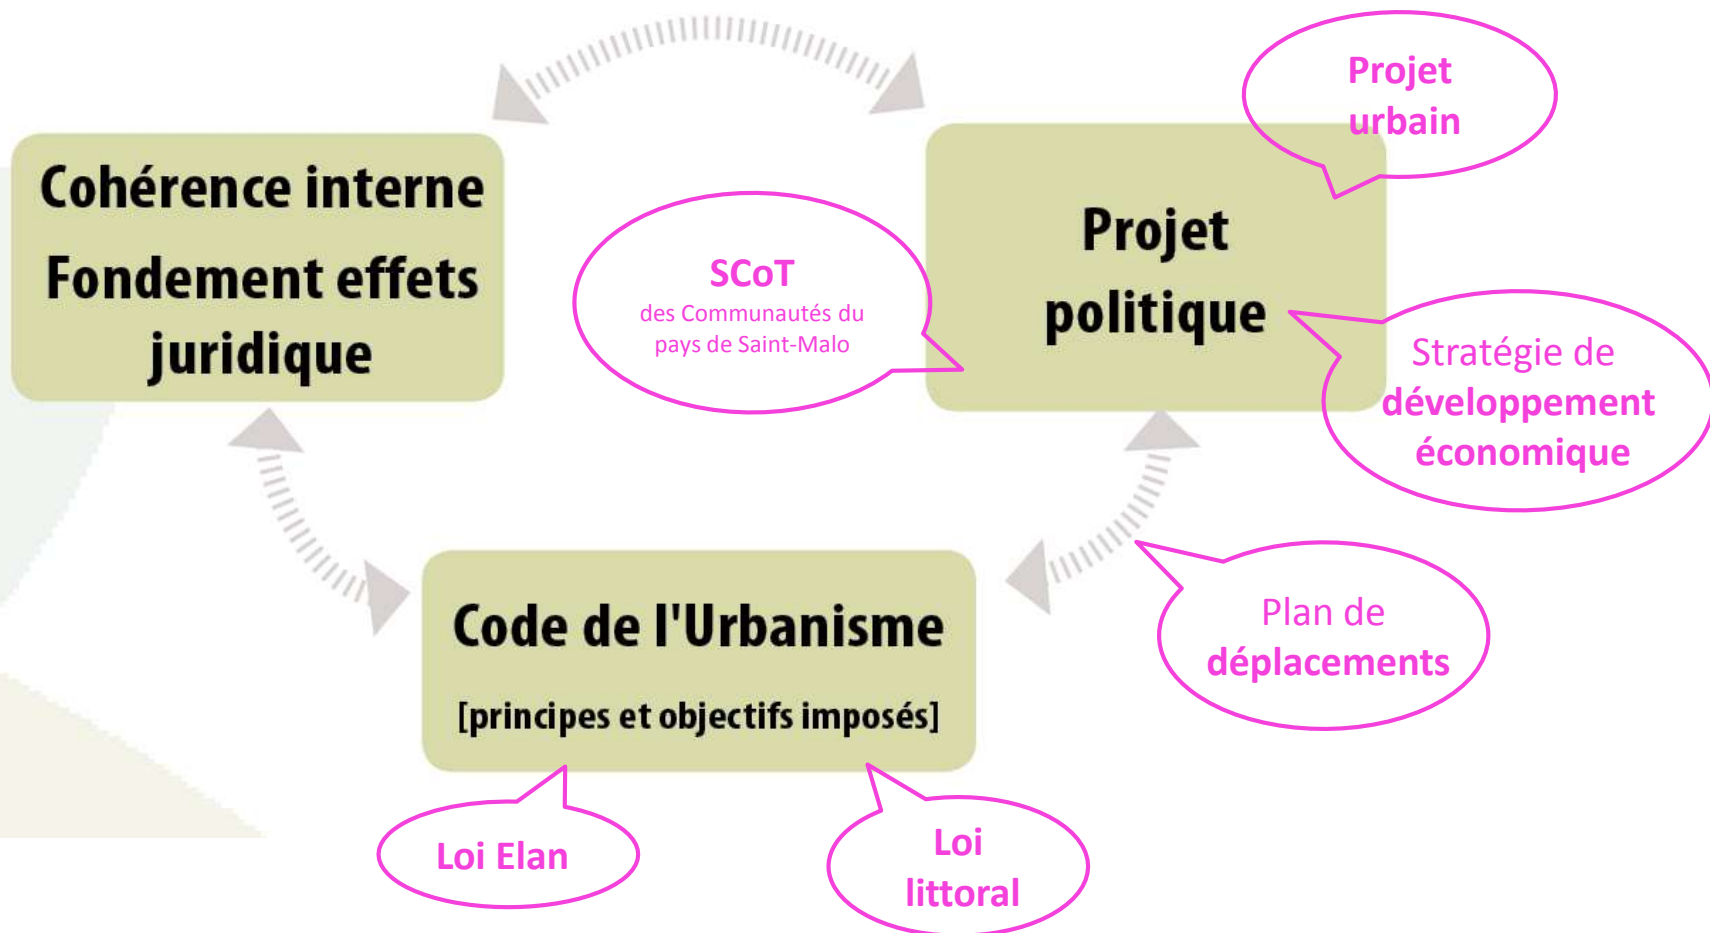 Projet
urbain
Cohérence interne
Fondement effets
juridique
Projet
politique
SCoT
des Communautés du
pays de Saint-Malo
Stratégie de
développement
économique
Code de l'Urbanisme
[principes et objectifs imposés]
Plan de
déplacements
Loi Elan
Loi
littoral